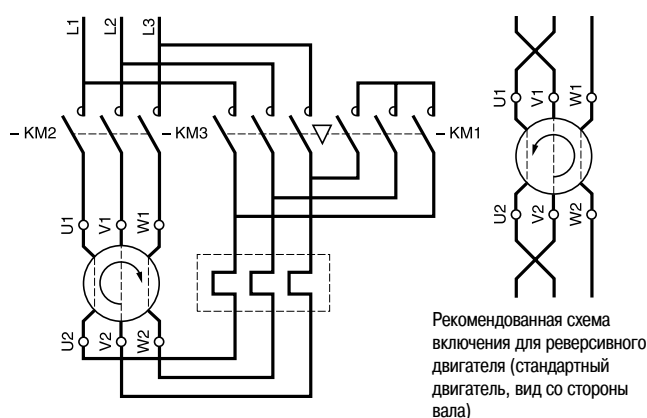 L1 L2 L3
– KM2
– KM3
– KM1
U1 V1 W1
U2 V2 W2
U1 V1 W1
U2 V2 W2
Рекомендованная схема
включения для реверсивного
двигателя (стандартный
двигатель, вид со стороны
вала)